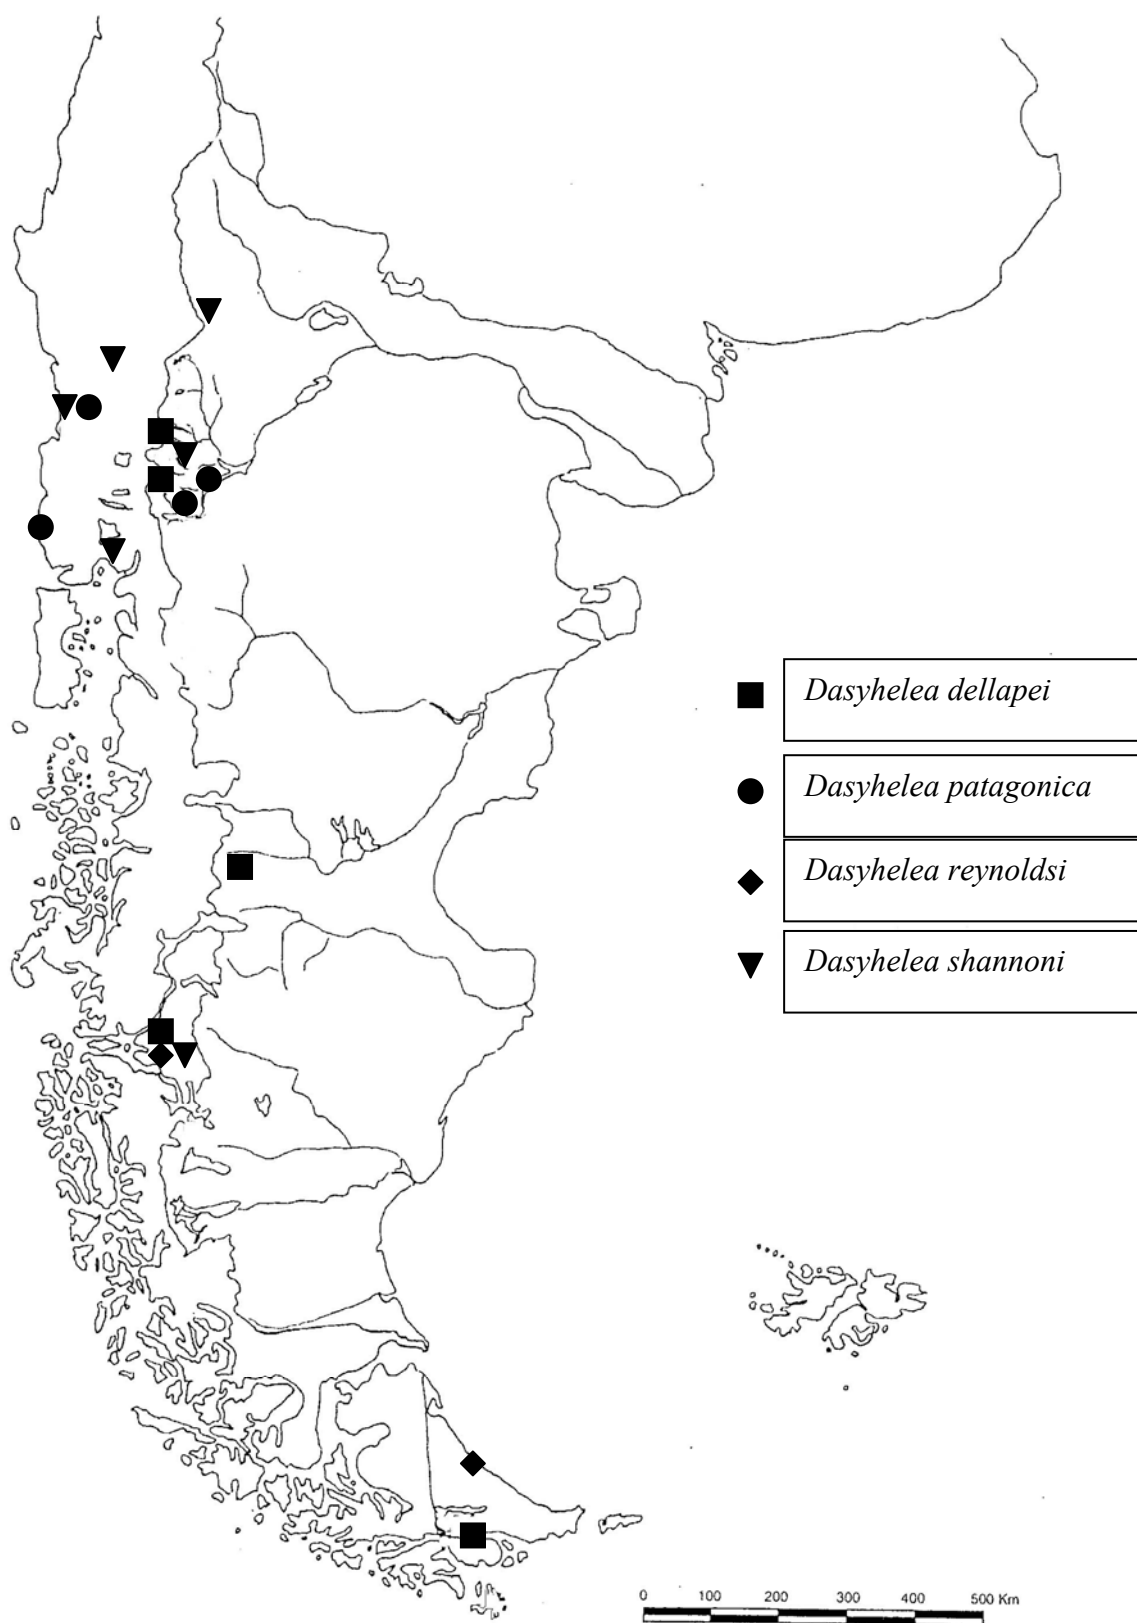 Dasyhelea dellapei
Dasyhelea patagonica
Dasyhelea reynoldsi
Dasyhelea shannoni
0 100 200 300 400 500 Km